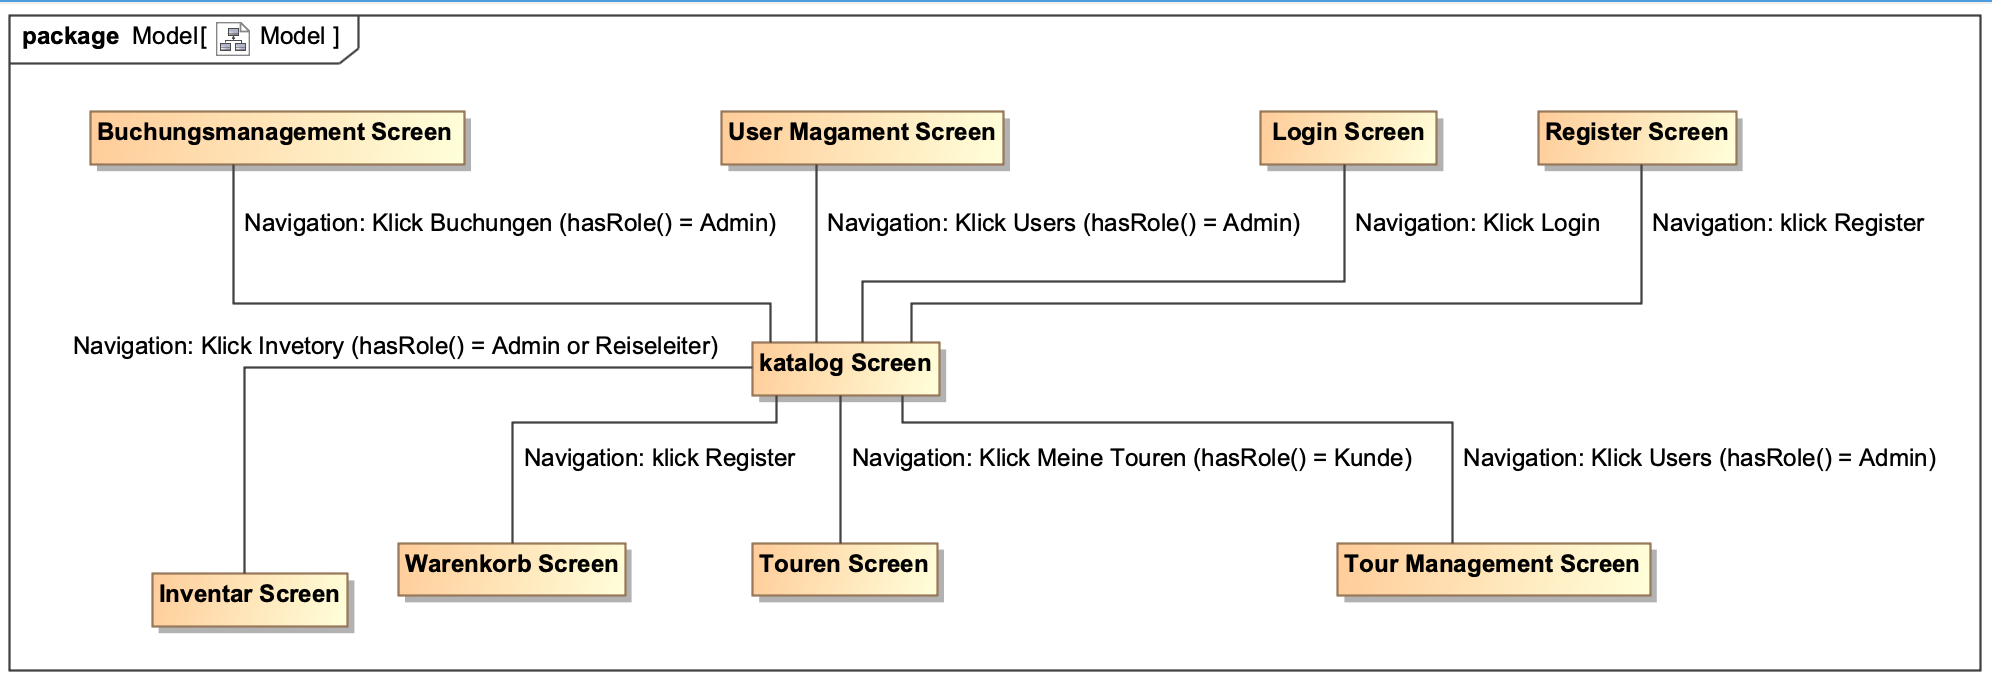 package Model[ Model ]
Buchungsmanagement Screen
User Magament Screen
Login Screen
Register Screen
Navigation: Klick Buchungen (hasRole() = Admin)
Navigation: Klick Users (hasRole() = Admin)
Navigation: Klick Login
Navigation: klick Register
Navigation: Klick Invetory (hasRole() = Admin or Reiseleiter)
katalog Screen
Navigation: klick Register
Navigation: Klick Meine Touren (hasRole() = Kunde)
Navigation: Klick Users (hasRole() = Admin)
Warenkorb Screen
Touren Screen
Tour Management Screen
Inventar Screen